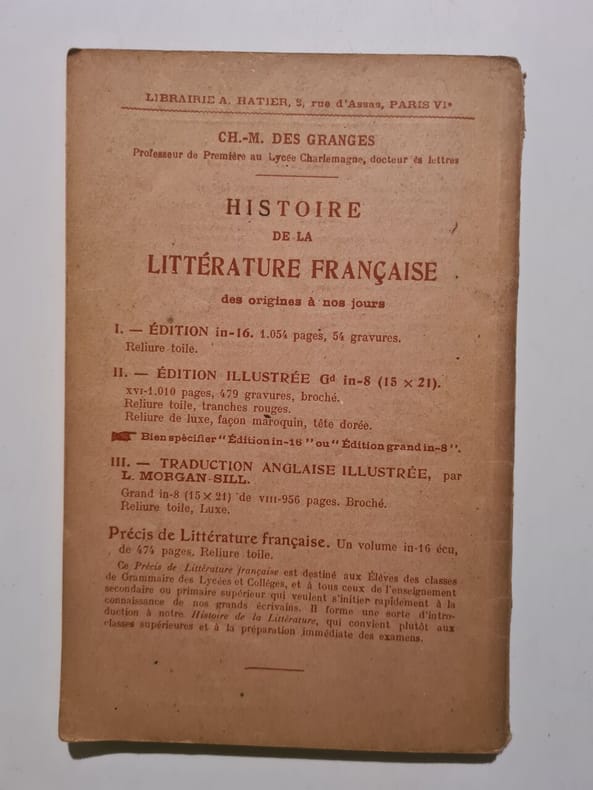 LIBRAIRIE A. HATIER, 8, rue d'Assas, PARIS VIᵉ
CH.-M. DES GRANGES
Professeur de Première au Lycée Charlemagne, docteur ès lettres
HISTOIRE
DE LA
LITTÉRATURE FRANÇAISE
des origines à nos jours
I. — ÉDITION in-16. 1.054 pages, 54 gravures.
Reliure toile.
II. — ÉDITION ILLUSTRÉE Gᵈ in-8 (15 × 21).
XVI-1.010 pages, 479 gravures, broché.
Reliure toile, tranches rouges.
Reliure de luxe, façon maroquin, tête dorée.
☛ Bien spécifier "Édition in-16" ou "Édition grand in-8".
III. — TRADUCTION ANGLAISE ILLUSTRÉE, par
L. MORGAN-SILL.
Grand in-8 (15 × 21) de VIII-956 pages. Broché.
Reliure toile, Luxe.
Précis de Littérature française. Un volume in-16 écu,
de 474 pages. Reliure toile.
Ce Précis de Littérature française est destiné aux Élèves des classes
de Grammaire des Lycées et Collèges, et à tous ceux de l'enseignement
secondaire ou primaire supérieur qui veulent s'initier rapidement à la
connaissance de nos grands écrivains. Il forme une sorte d'intro-
duction à notre Histoire de la Littérature, qui convient plutôt aux
classes supérieures et à la préparation immédiate des examens.